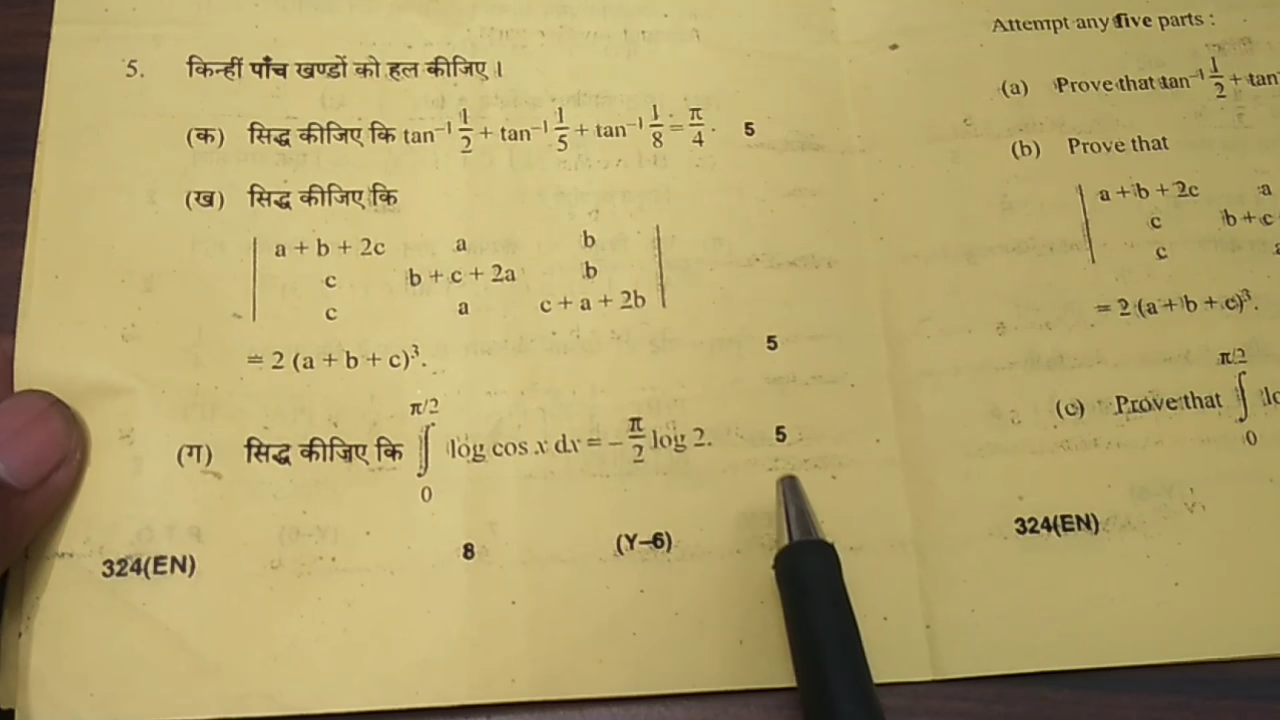 5. किन्हीं पाँच खण्डों को हल कीजिए ।
(क) सिद्ध कीजिए कि tan⁻¹ 1/2 + tan⁻¹ 1/5 + tan⁻¹ 1/8 = π/4 . 5
(ख) सिद्ध कीजिए कि
| a + b + 2c a b |
| c b + c + 2a b |
| c a c + a + 2b |
= 2 (a + b + c)³. 5
(ग) सिद्ध कीजिए कि ∫₀^π/2 log cos x dx = – π/2 log 2. 5
324(EN) 8 (Y–6)
Attempt any five parts :
(a) Prove that tan⁻¹ 1/2 + tan
(b) Prove that
a + b + 2c a
c b + c
c
= 2 (a + b + c)³.
(c) Prove that ∫₀^π/2
324(EN)